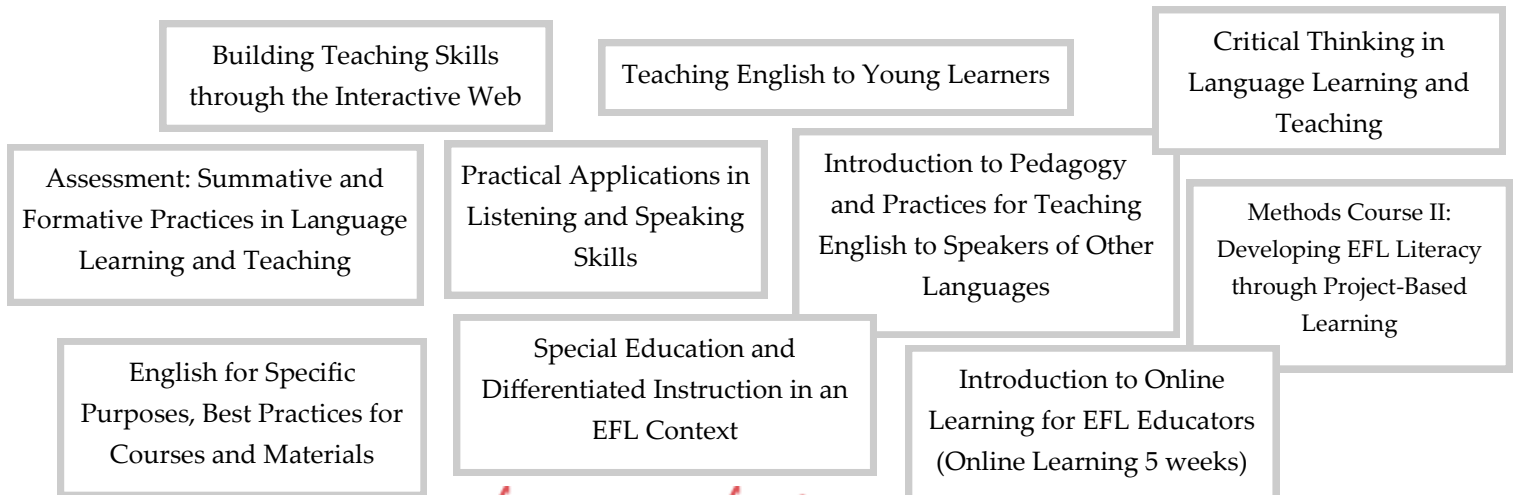 Building Teaching Skills
through the Interactive Web
Teaching English to Young Learners
Critical Thinking in
Language Learning and
Teaching
Assessment: Summative and
Formative Practices in Language
Learning and Teaching
Practical Applications in
Listening and Speaking
Skills
Introduction to Pedagogy
and Practices for Teaching
English to Speakers of Other
Languages
Methods Course II:
Developing EFL Literacy
through Project-Based
Learning
English for Specific
Purposes, Best Practices for
Courses and Materials
Special Education and
Differentiated Instruction in an
EFL Context
Introduction to Online
Learning for EFL Educators
(Online Learning 5 weeks)